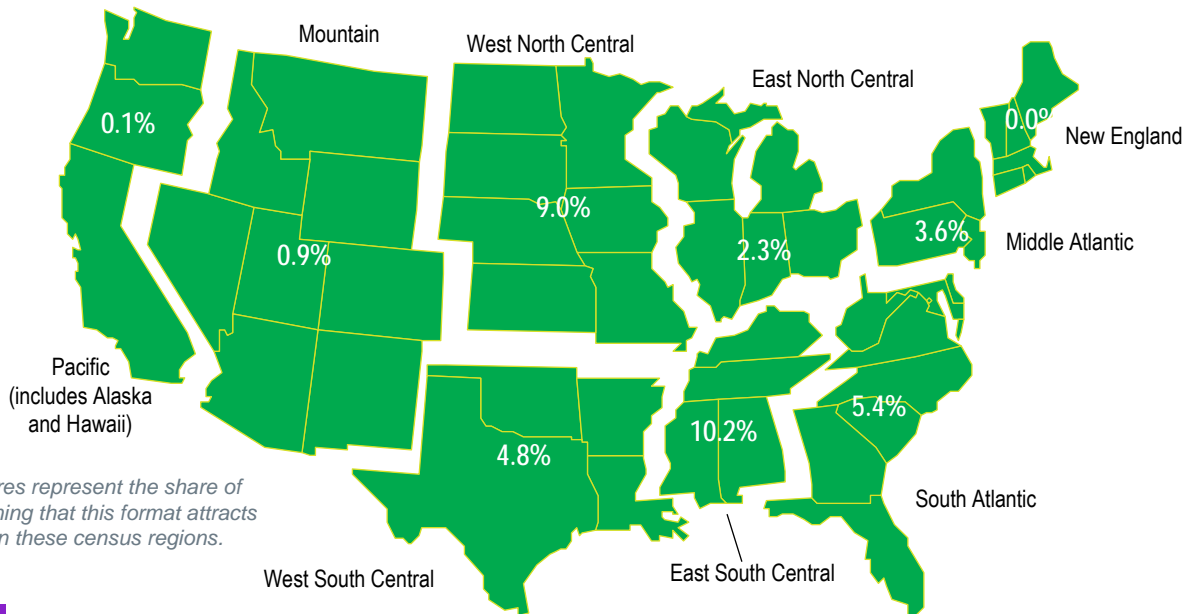 Mountain
West North Central
East North Central
0.1%
0.0%
New England
9.0%
3.6%
Middle Atlantic
0.9%
2.3%
Pacific
(includes Alaska
and Hawaii)
5.4%
10.2%
4.8%
South Atlantic
represent the share of
that this format attracts
these census regions.
West South Central
East South Central